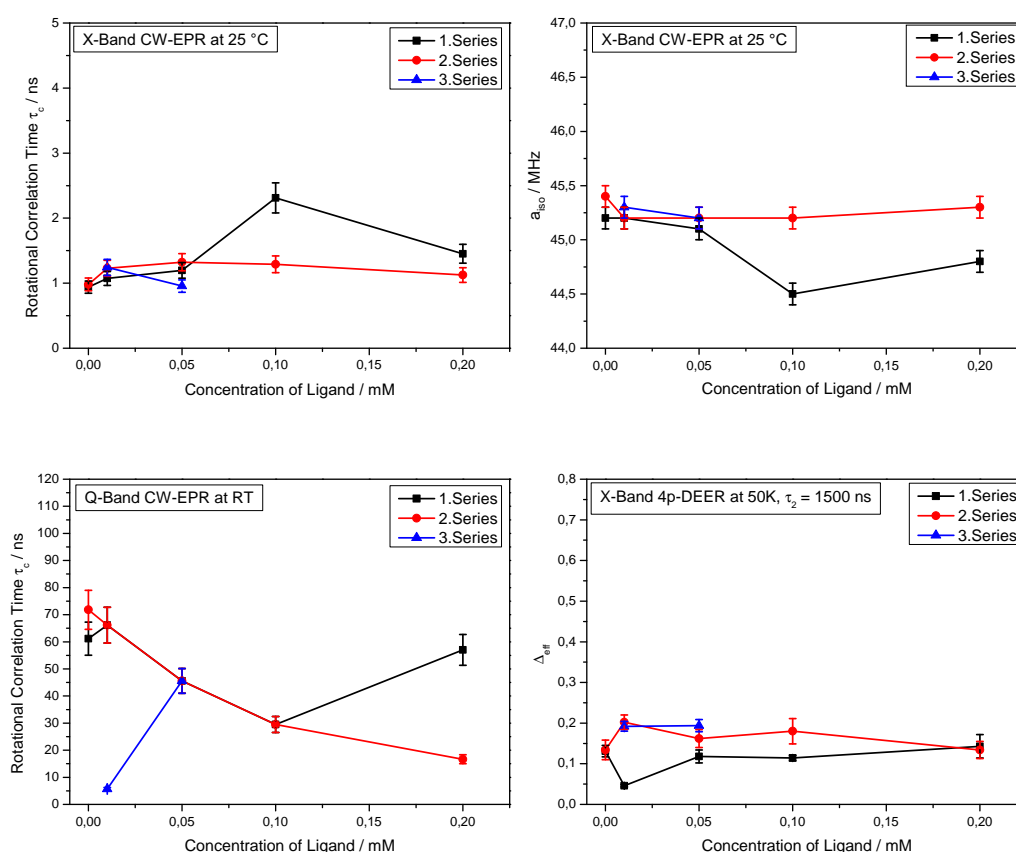 X-Band CW-EPR at 25 °C
1.Series
2.Series
3.Series
5
4
3
2
1
0
Rotational Correlation Time τc / ns
0,00 0,05 0,10 0,15 0,20
Concentration of Ligand / mM
X-Band CW-EPR at 25 °C
1.Series
2.Series
3.Series
47,0
46,5
46,0
45,5
45,0
44,5
44,0
aiso / MHz
0,00 0,05 0,10 0,15 0,20
Concentration of Ligand / mM
Q-Band CW-EPR at RT
1.Series
2.Series
3.Series
120
110
100
90
80
70
60
50
40
30
20
10
0
Rotational Correlation Time τc / ns
0,00 0,05 0,10 0,15 0,20
Concentration of Ligand / mM
X-Band 4p-DEER at 50K, τ2 = 1500 ns
1.Series
2.Series
3.Series
0,8
0,7
0,6
0,5
0,4
0,3
0,2
0,1
0,0
Δeff
0,00 0,05 0,10 0,15 0,20
Concentration of Ligand / mM